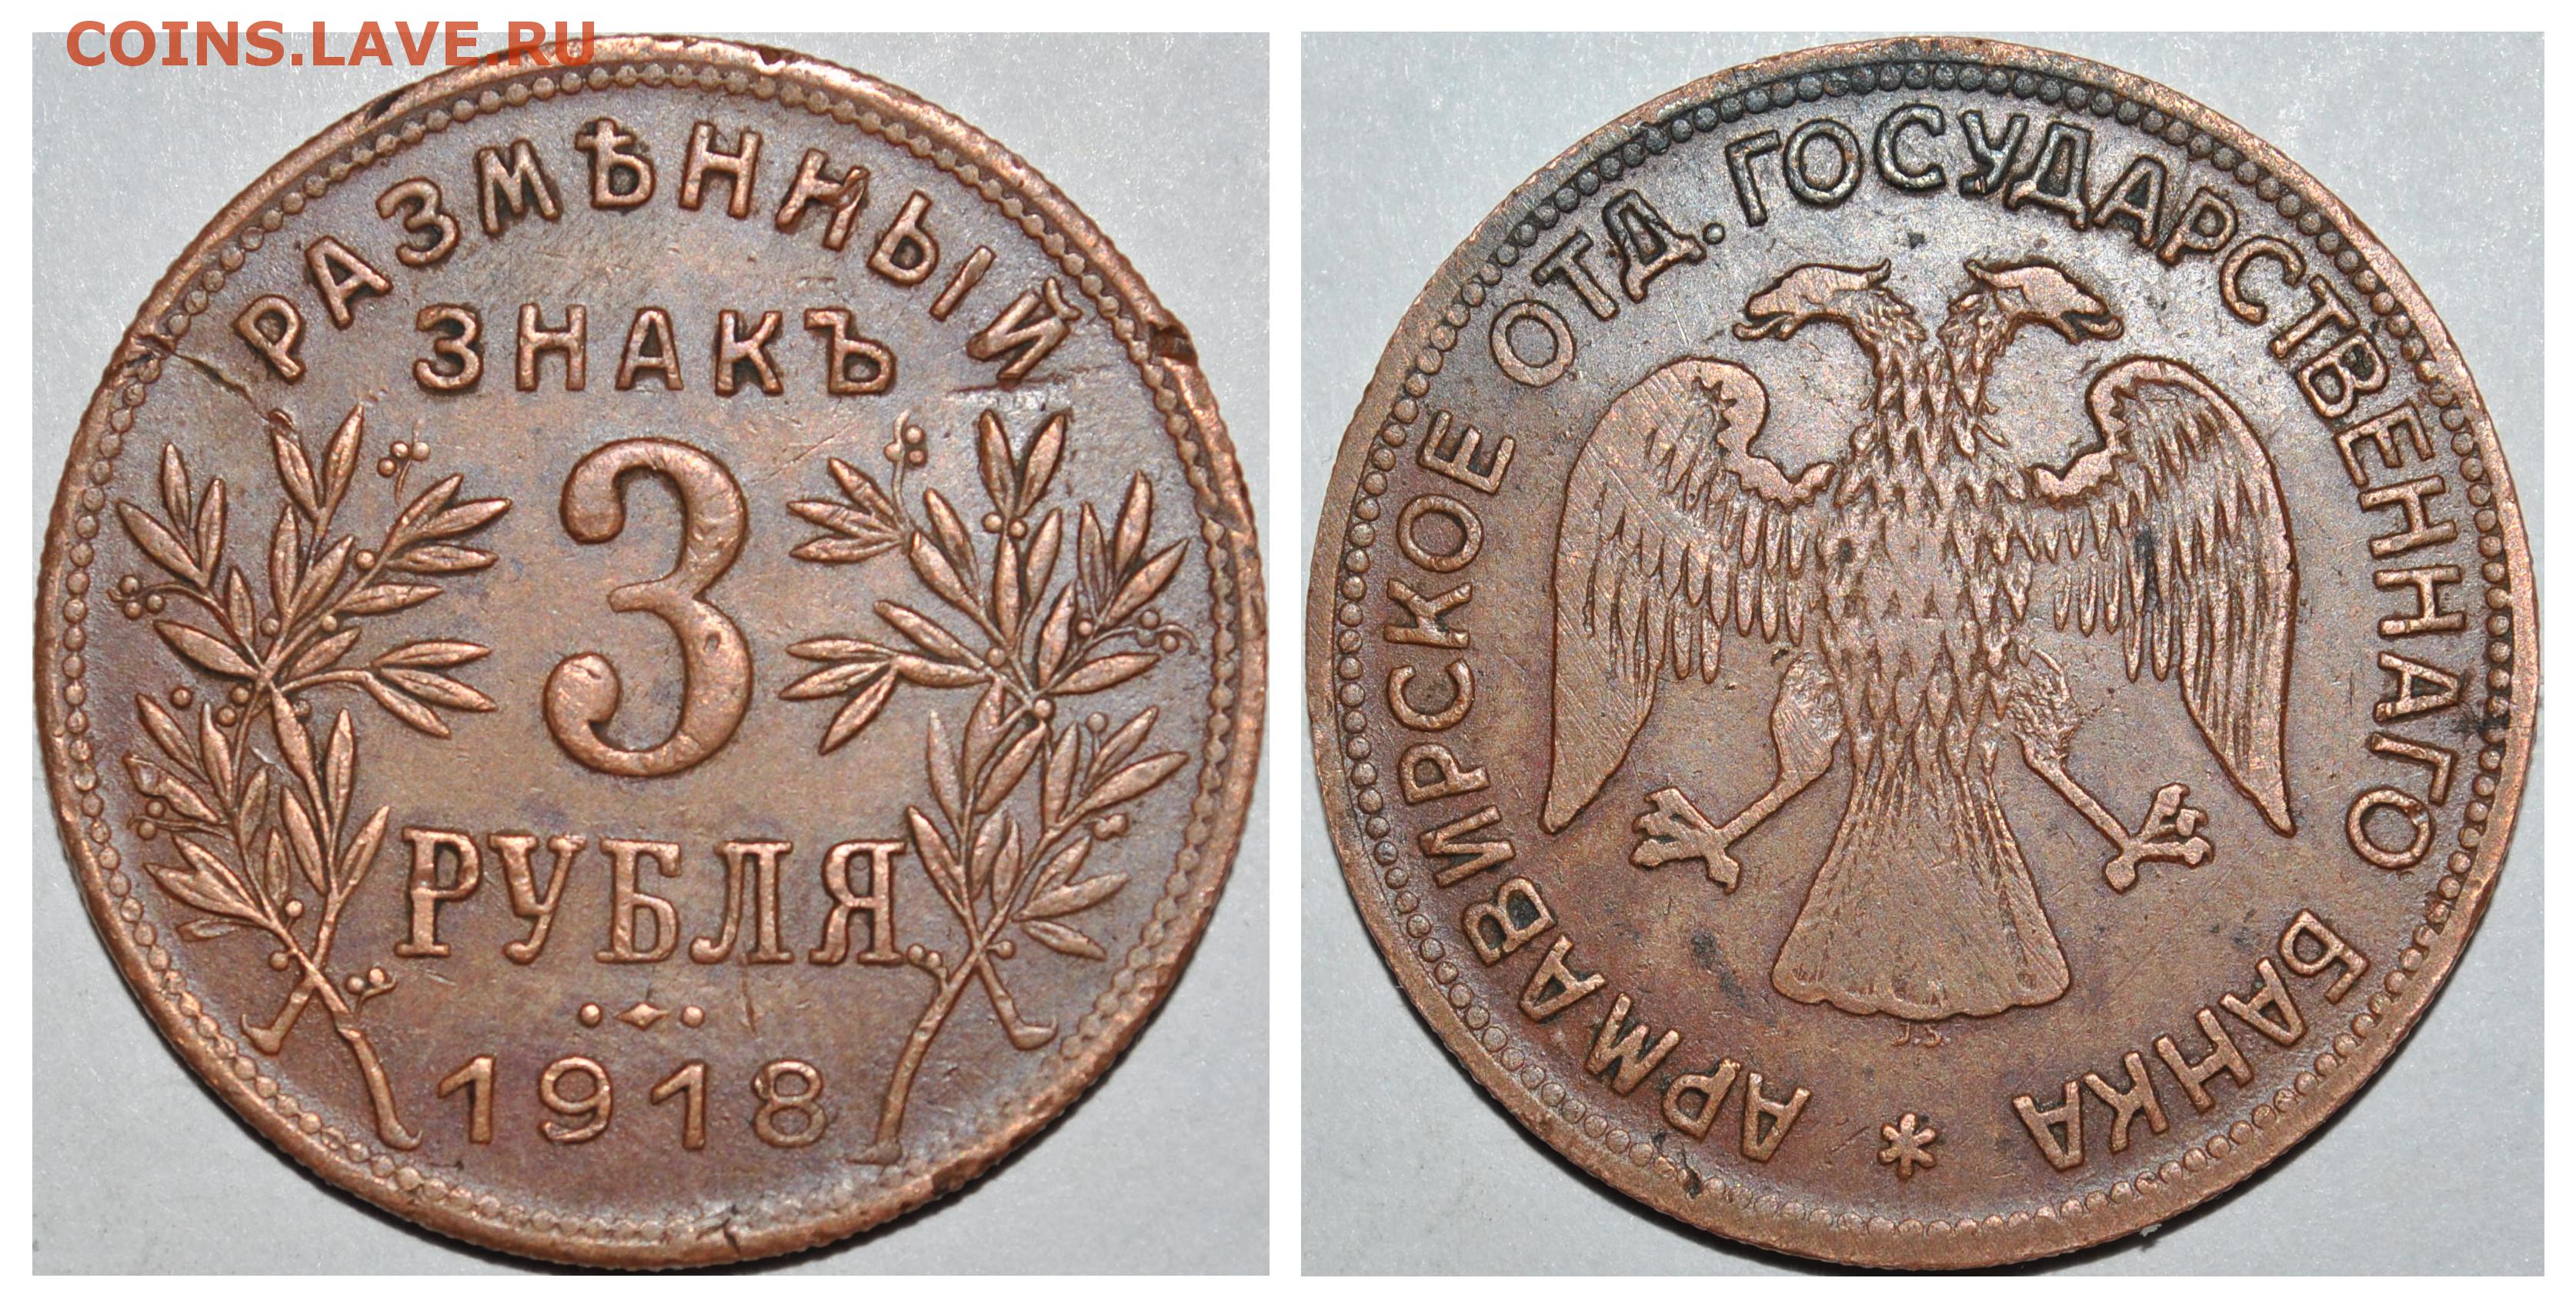 COINS.LAVE.RU
РАЗМѢННЫЙ
ЗНАКЪ
3
РУБЛЯ
1918
АРМАВИРСКОЕ ОТД. ГОСУДАРСТВЕННАГО БАНКА *
J.З.